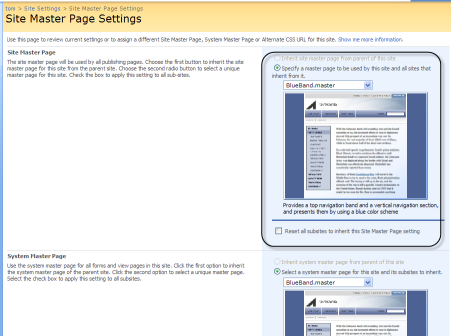 tom > Site Settings > Site Master Page Settings
Site Master Page Settings
Use this page to review current settings or to assign a different Site Master Page, System Master Page or Alternate CSS URL for this site. Show me more information.
Site Master Page
The site master page will be used by all publishing pages. Choose the first button to inherit the
site master page for this site from the parent site. Choose the second radio button to select a unique
master page for this site. Check the box to apply this setting to all sub-sites.
Inherit site master page from parent of this site
Specify a master page to be used by this site and all sites that
inherit from it.
BlueBand.master
Provides a top navigation band and a vertical navigation section,
and presents them by using a blue color scheme
Reset all subsites to inherit this Site Master Page setting
System Master Page
Use the system master page for all forms and view pages in this site. Click the first option to inherit
the system master page of the parent site. Click the second option to select a unique master page.
Select the check box to apply this setting to all subsites.
Inherit system master page from parent of this site
Select a system master page for this site and its subsites to inherit.
BlueBand.master